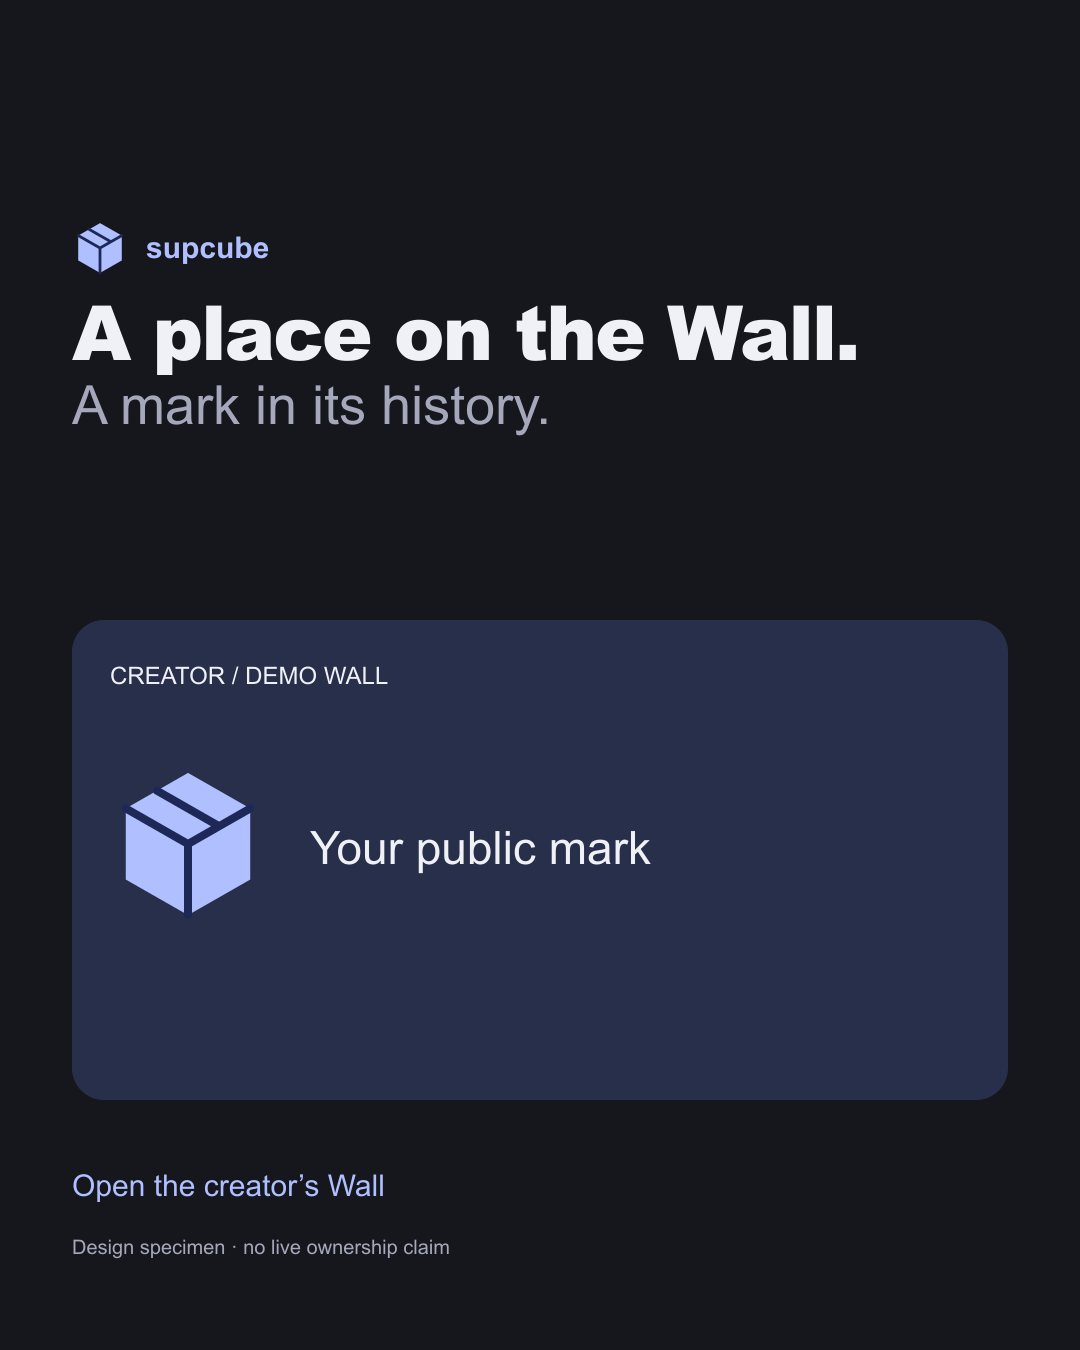 supcube
A place on the Wall.
A mark in its history.
CREATOR / DEMO WALL
Your public mark
Open the creator’s Wall
Design specimen · no live ownership claim